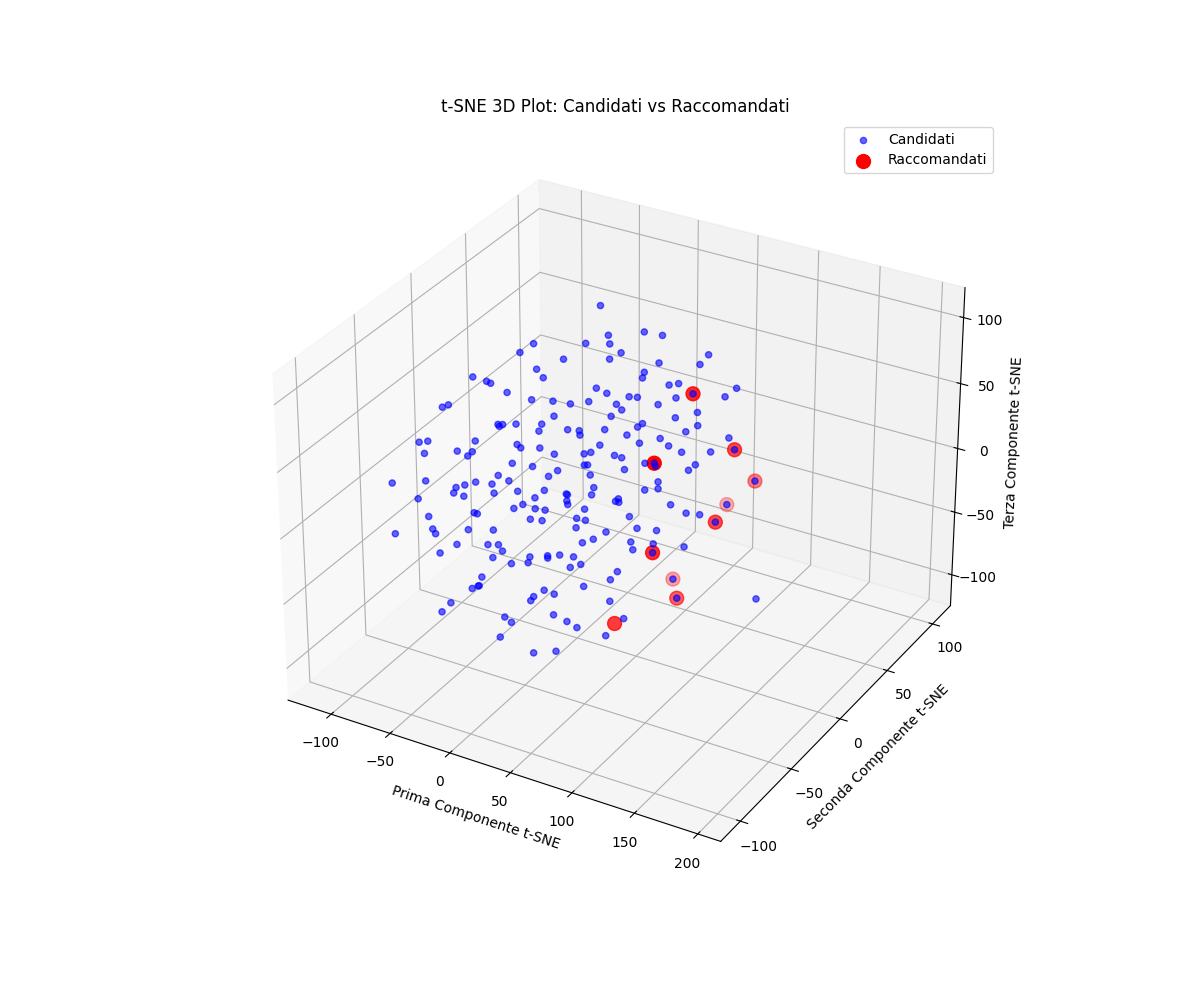 t-SNE 3D Plot: Candidati vs Raccomandati
Candidati
Raccomandati
100
50
0
−50
−100
Terza Componente t-SNE
100
50
0
−50
−100
Seconda Componente t-SNE
−100
−50
0
50
100
150
200
Prima Componente t-SNE